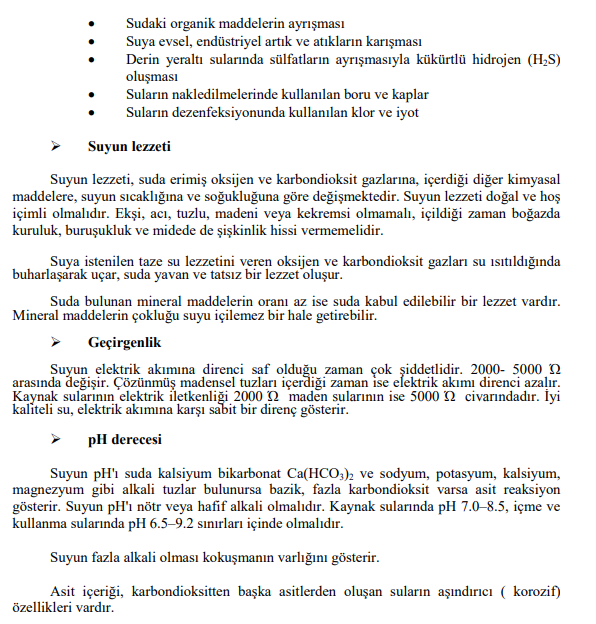 • Sudaki organik maddelerin ayrışması
• Suya evsel, endüstriyel artık ve atıkların karışması
• Derin yeraltı sularında sülfatların ayrışmasıyla kükürtlü hidrojen (H₂S)
oluşması
• Suların nakledilmelerinde kullanılan boru ve kaplar
• Suların dezenfeksiyonunda kullanılan klor ve iyot
➢ Suyun lezzeti
Suyun lezzeti, suda erimiş oksijen ve karbondioksit gazlarına, içerdiği diğer kimyasal
maddelere, suyun sıcaklığına ve soğukluğuna göre değişmektedir. Suyun lezzeti doğal ve hoş
içimli olmalıdır. Ekşi, acı, tuzlu, madeni veya kekremsi olmamalı, içildiği zaman boğazda
kuruluk, buruşukluk ve midede de şişkinlik hissi vermemelidir.
Suya istenilen taze su lezzetini veren oksijen ve karbondioksit gazları su ısıtıldığında
buharlaşarak uçar, suda yavan ve tatsız bir lezzet oluşur.
Suda bulunan mineral maddelerin oranı az ise suda kabul edilebilir bir lezzet vardır.
Mineral maddelerin çokluğu suyu içilemez bir hale getirebilir.
➢ Geçirgenlik
Suyun elektrik akımına direnci saf olduğu zaman çok şiddetlidir. 2000- 5000 Ώ
arasında değişir. Çözünmüş madensel tuzları içerdiği zaman ise elektrik akımı direnci azalır.
Kaynak sularının elektrik iletkenliği 2000 Ώ maden sularının ise 5000 Ώ civarındadır. İyi
kaliteli su, elektrik akımına karşı sabit bir direnç gösterir.
➢ pH derecesi
Suyun pH'ı suda kalsiyum bikarbonat Ca(HCO₃)₂ ve sodyum, potasyum, kalsiyum,
magnezyum gibi alkali tuzlar bulunursa bazik, fazla karbondioksit varsa asit reaksiyon
gösterir. Suyun pH'ı nötr veya hafif alkali olmalıdır. Kaynak sularında pH 7.0–8.5, içme ve
kullanma sularında pH 6.5–9.2 sınırları içinde olmalıdır.
Suyun fazla alkali olması kokuşmanın varlığını gösterir.
Asit içeriği, karbondioksitten başka asitlerden oluşan suların aşındırıcı ( korozif)
özellikleri vardır.